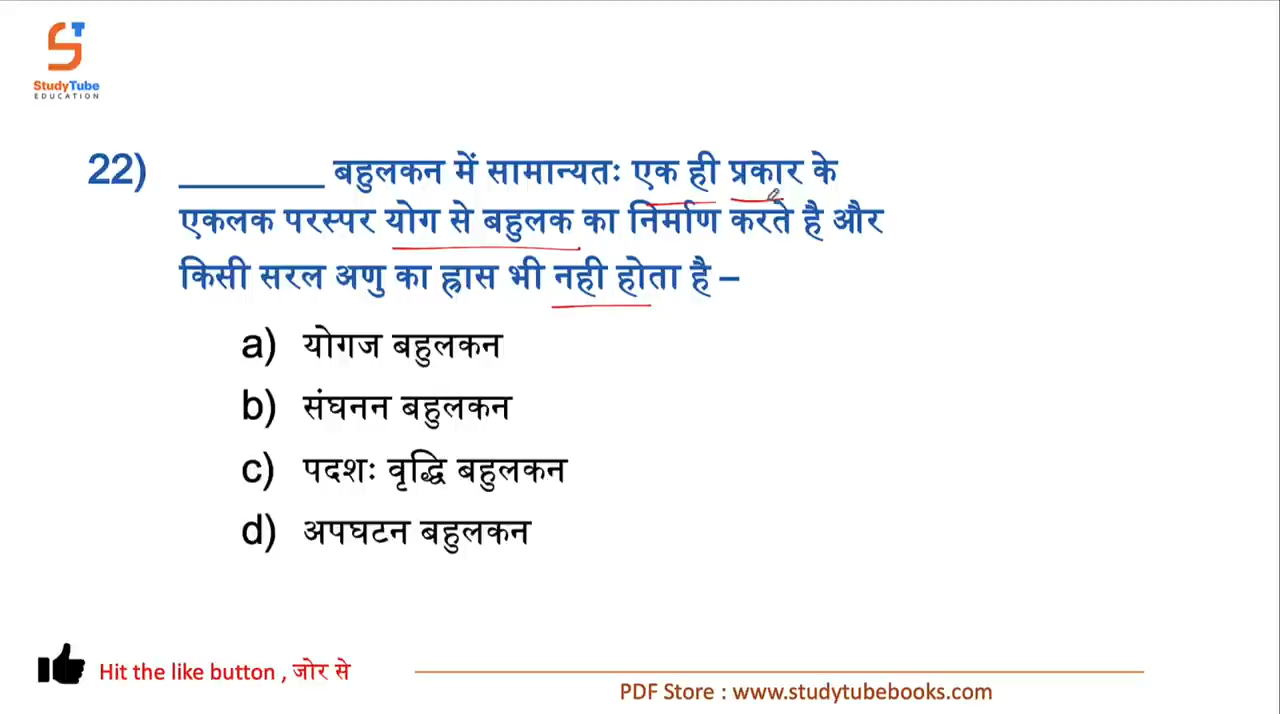 StudyTube
EDUCATION
22) ________ बहुलकन में सामान्यतः एक ही प्रकार के
एकलक परस्पर योग से बहुलक का निर्माण करते है और
किसी सरल अणु का ह्रास भी नही होता है –
a) योगज बहुलकन
b) संघनन बहुलकन
c) पदशः वृद्धि बहुलकन
d) अपघटन बहुलकन
Hit the like button , जोर से
PDF Store : www.studytubebooks.com